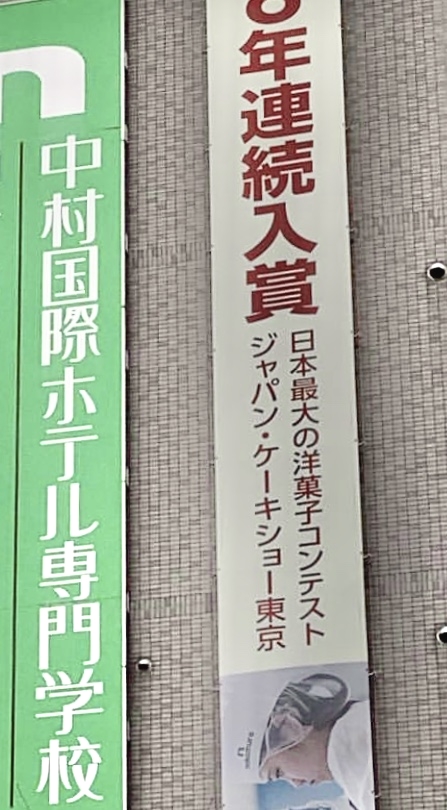 中村国際ホテル専門学校
年連続入賞
日本最大の洋菓子コンテスト
ジャパン・ケーキショー東京